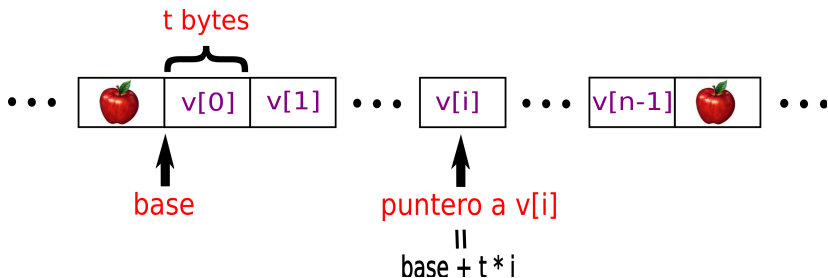 t bytes
v[0] v[1] v[i] v[n-1]
base puntero a v[i]
=
base + t * i